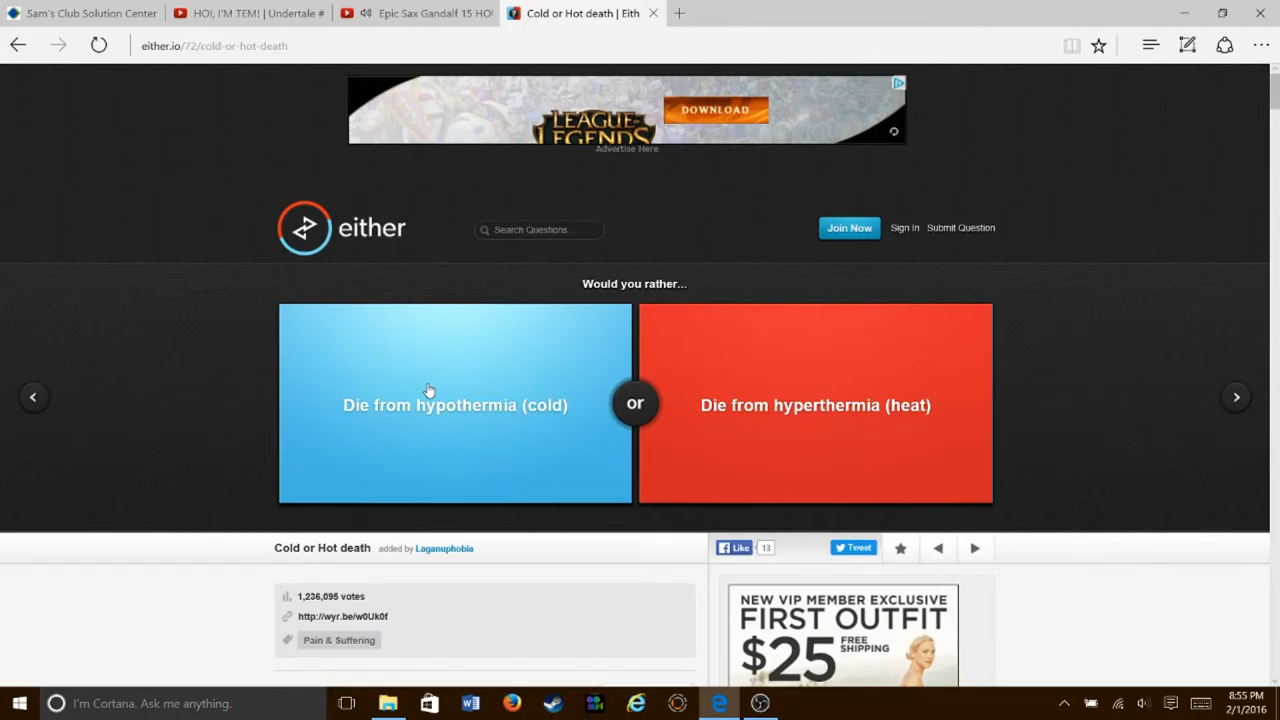 Sam's Club Solution Center
HOI, I'M TEM! | Undertale #
Epic Sax Gandalf 15 HO
Cold or Hot death | Eith
either.io/72/cold-or-hot-death
LEAGUE of LEGENDS
DOWNLOAD
Advertise Here
either
Search Questions...
Join Now
Sign In
Submit Question
Would you rather...
Die from hypothermia (cold)
or
Die from hyperthermia (heat)
Cold or Hot death added by Laganuphobia
Like
13
Tweet
1,236,095 votes
http://wyr.be/w0Uk0f
Pain & Suffering
NEW VIP MEMBER EXCLUSIVE
FIRST OUTFIT
$25 FREE
SHIPPING
I'm Cortana. Ask me anything.
8:55 PM
2/1/2016